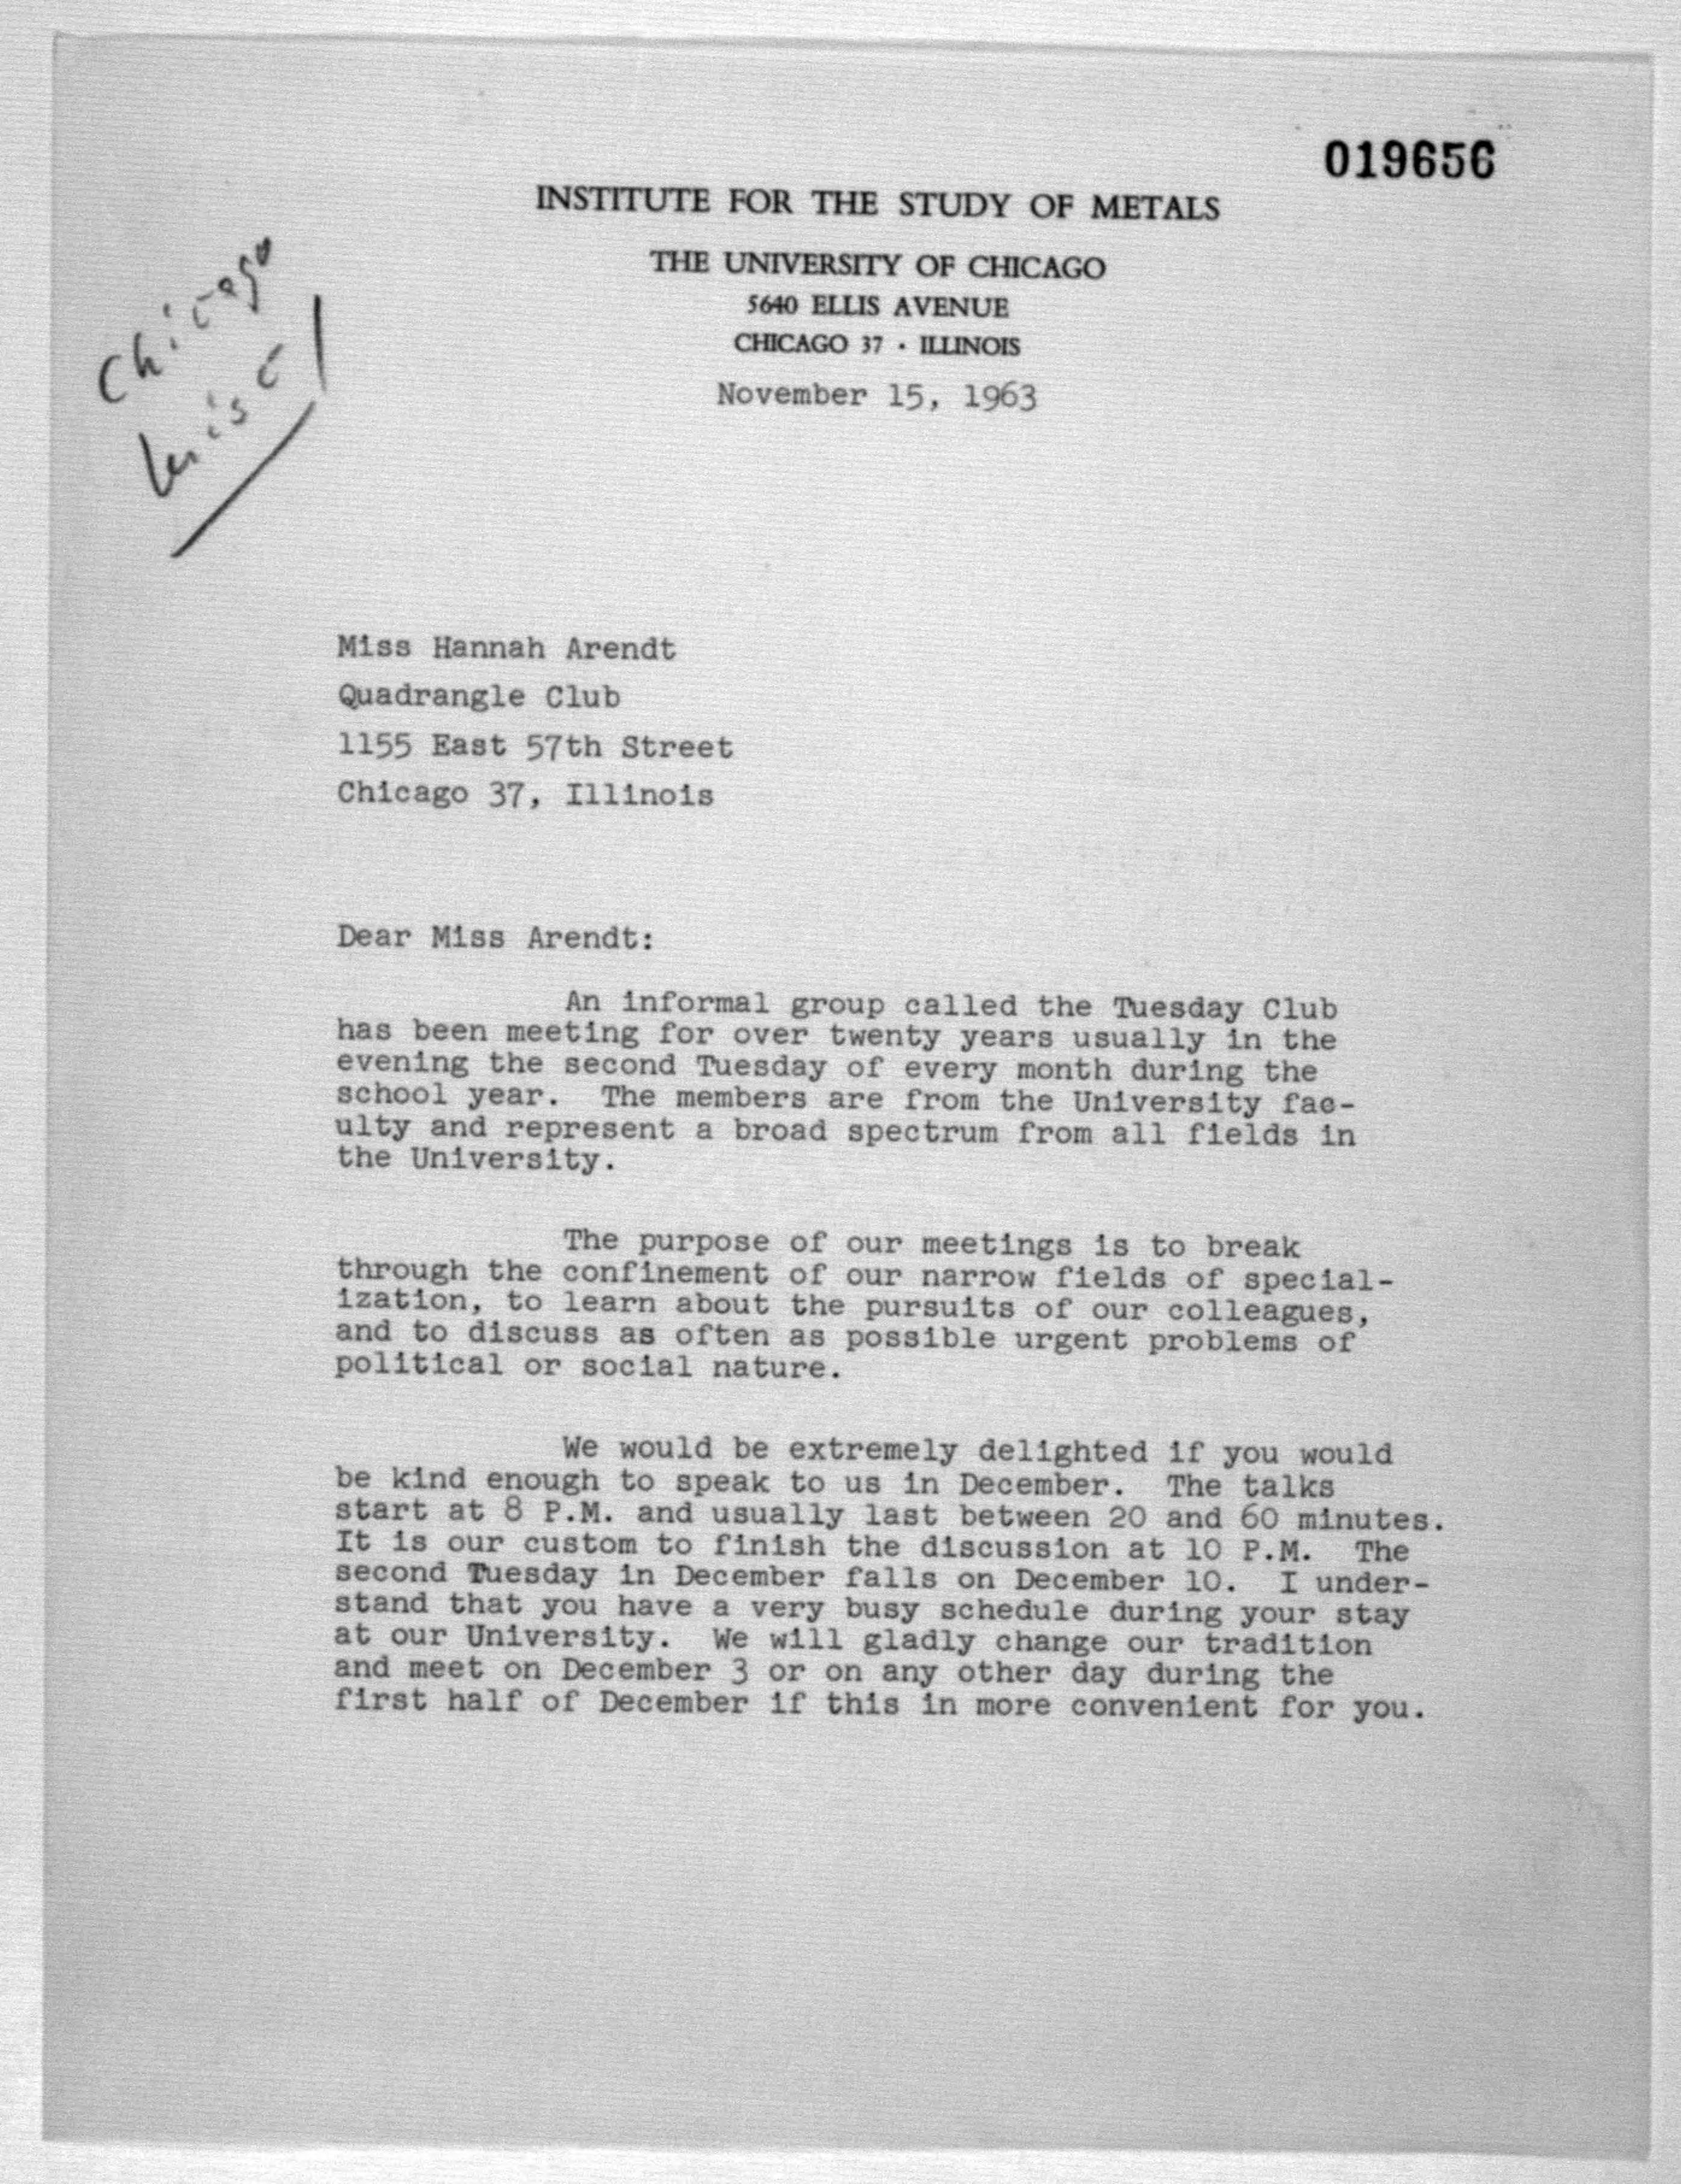 019656
INSTITUTE FOR THE STUDY OF METALS
THE UNIVERSITY OF CHICAGO
5640 ELLIS AVENUE
CHICAGO 37 · ILLINOIS
November 15, 1963
Chicago
misc
Miss Hannah Arendt
Quadrangle Club
1155 East 57th Street
Chicago 37, Illinois
Dear Miss Arendt:
An informal group called the Tuesday Club
has been meeting for over twenty years usually in the
evening the second Tuesday of every month during the
school year. The members are from the University fac-
ulty and represent a broad spectrum from all fields in
the University.
The purpose of our meetings is to break
through the confinement of our narrow fields of special-
ization, to learn about the pursuits of our colleagues,
and to discuss as often as possible urgent problems of
political or social nature.
We would be extremely delighted if you would
be kind enough to speak to us in December. The talks
start at 8 P.M. and usually last between 20 and 60 minutes.
It is our custom to finish the discussion at 10 P.M. The
second Tuesday in December falls on December 10. I under-
stand that you have a very busy schedule during your stay
at our University. We will gladly change our tradition
and meet on December 3 or on any other day during the
first half of December if this in more convenient for you.